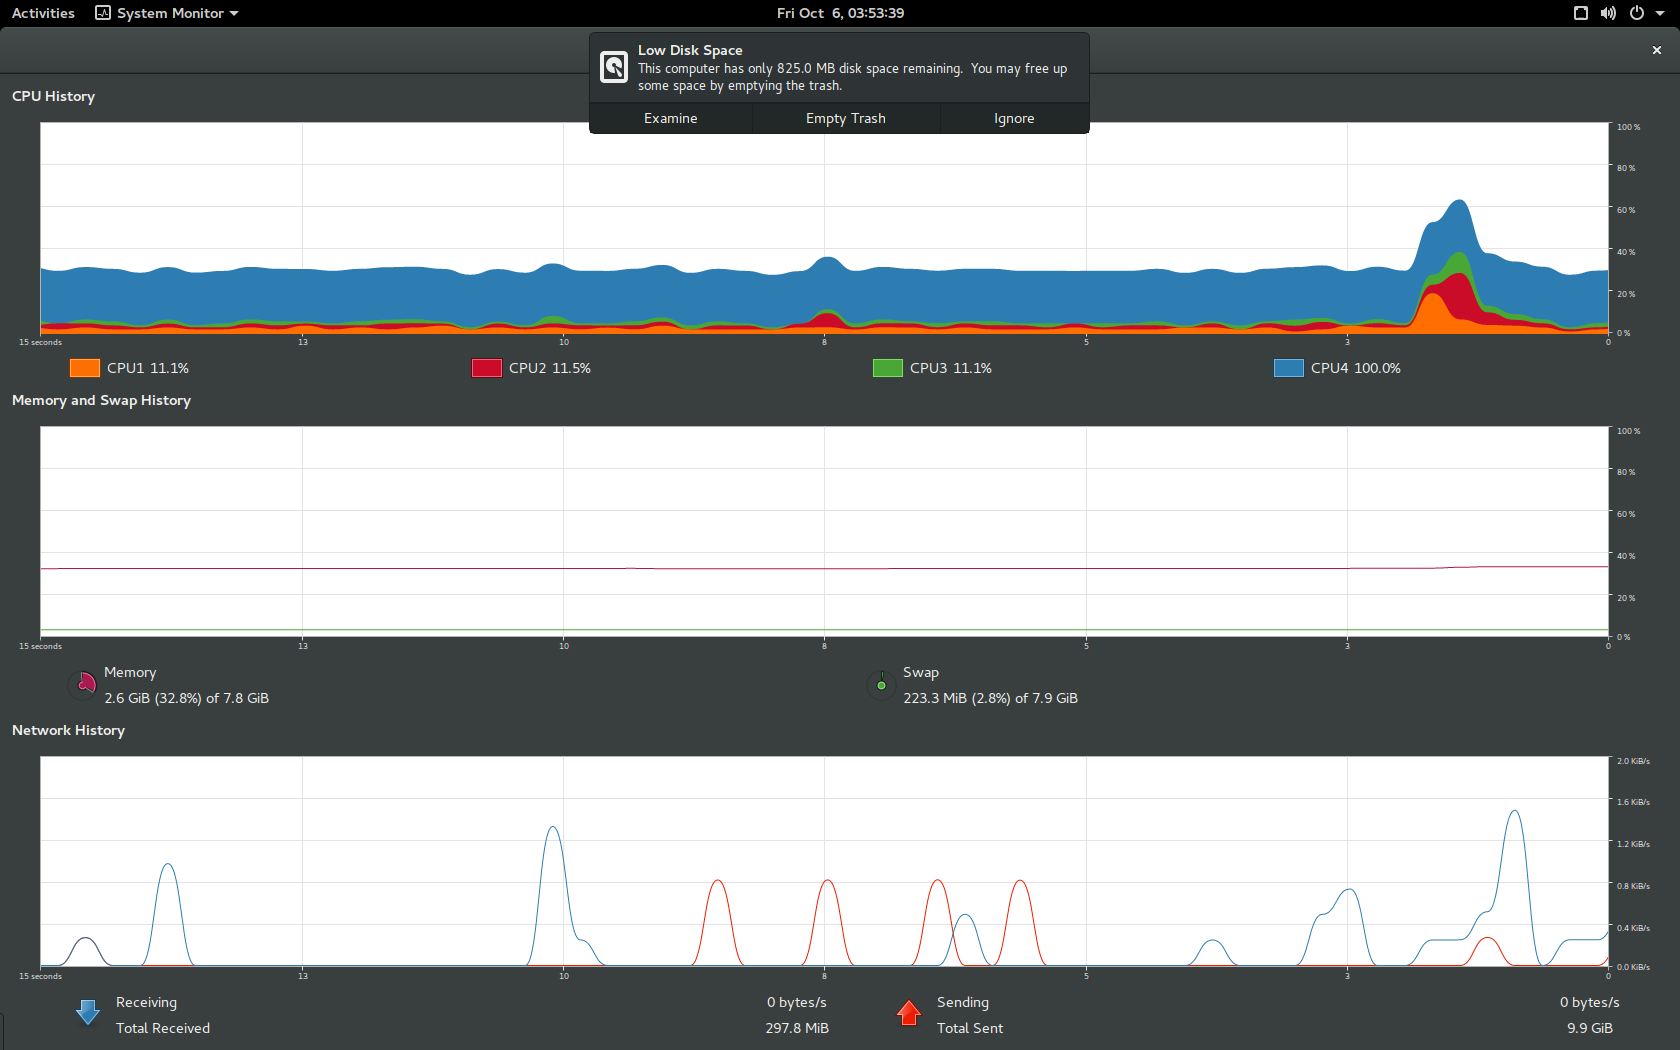 Activities System Monitor Fri Oct 6, 03:53:39
Low Disk Space
This computer has only 825.0 MB disk space remaining. You may free up
some space by emptying the trash.
Examine Empty Trash Ignore
CPU History
100 %
80 %
60 %
40 %
20 %
0 %
15 seconds 13 10 8 5 3 0
CPU1 11.1% CPU2 11.5% CPU3 11.1% CPU4 100.0%
Memory and Swap History
100 %
80 %
60 %
40 %
20 %
0 %
15 seconds 13 10 8 5 3 0
Memory Swap
2.6 GiB (32.8%) of 7.8 GiB 223.3 MiB (2.8%) of 7.9 GiB
Network History
2.0 KiB/s
1.6 KiB/s
1.2 KiB/s
0.8 KiB/s
0.4 KiB/s
0.0 KiB/s
15 seconds 13 10 8 5 3 0
Receiving 0 bytes/s Sending 0 bytes/s
Total Received 297.8 MiB Total Sent 9.9 GiB